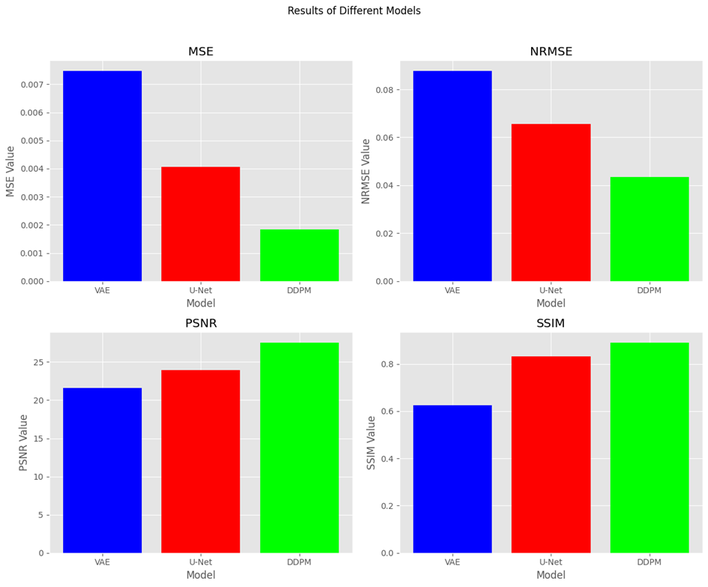 Results of Different Models
MSE
0.007
0.006
0.005
0.004
0.003
0.002
0.001
0.000
MSE Value
VAE U-Net DDPM
Model
NRMSE
0.08
0.06
0.04
0.02
0.00
NRMSE Value
VAE U-Net DDPM
Model
PSNR
25
20
15
10
5
0
PSNR Value
VAE U-Net DDPM
Model
SSIM
0.8
0.6
0.4
0.2
0.0
SSIM Value
VAE U-Net DDPM
Model